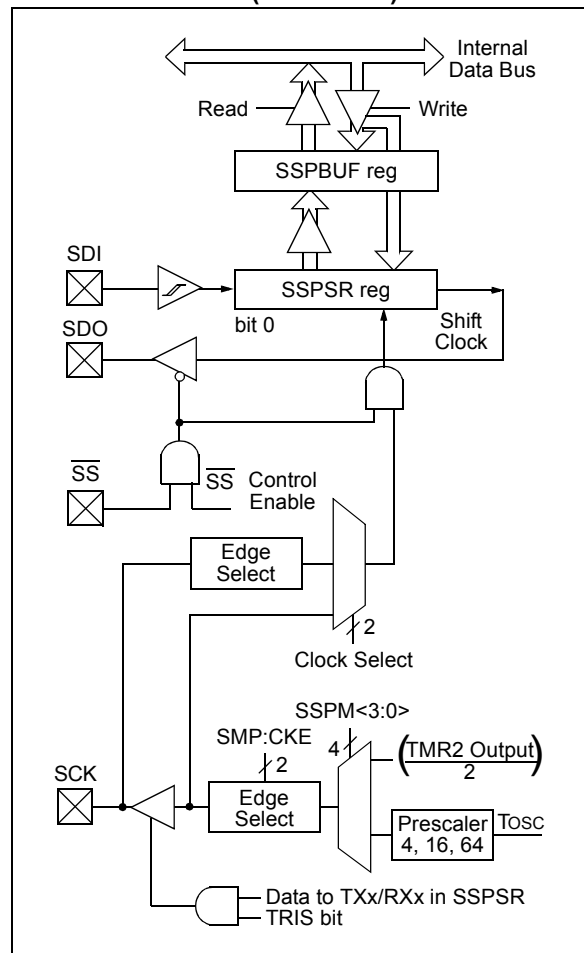 Internal
Data Bus
Read
Write
SSPBUF reg
SDI
SSPSR reg
bit 0
Shift
Clock
SDO
SS
SS
Control
Enable
Edge
Select
2
Clock Select
SSPM<3:0>
SMP:CKE
4
2
(TMR2 Output)
2
SCK
Edge
Select
Prescaler
4, 16, 64
TOSC
Data to TXx/RXx in SSPSR
TRIS bit